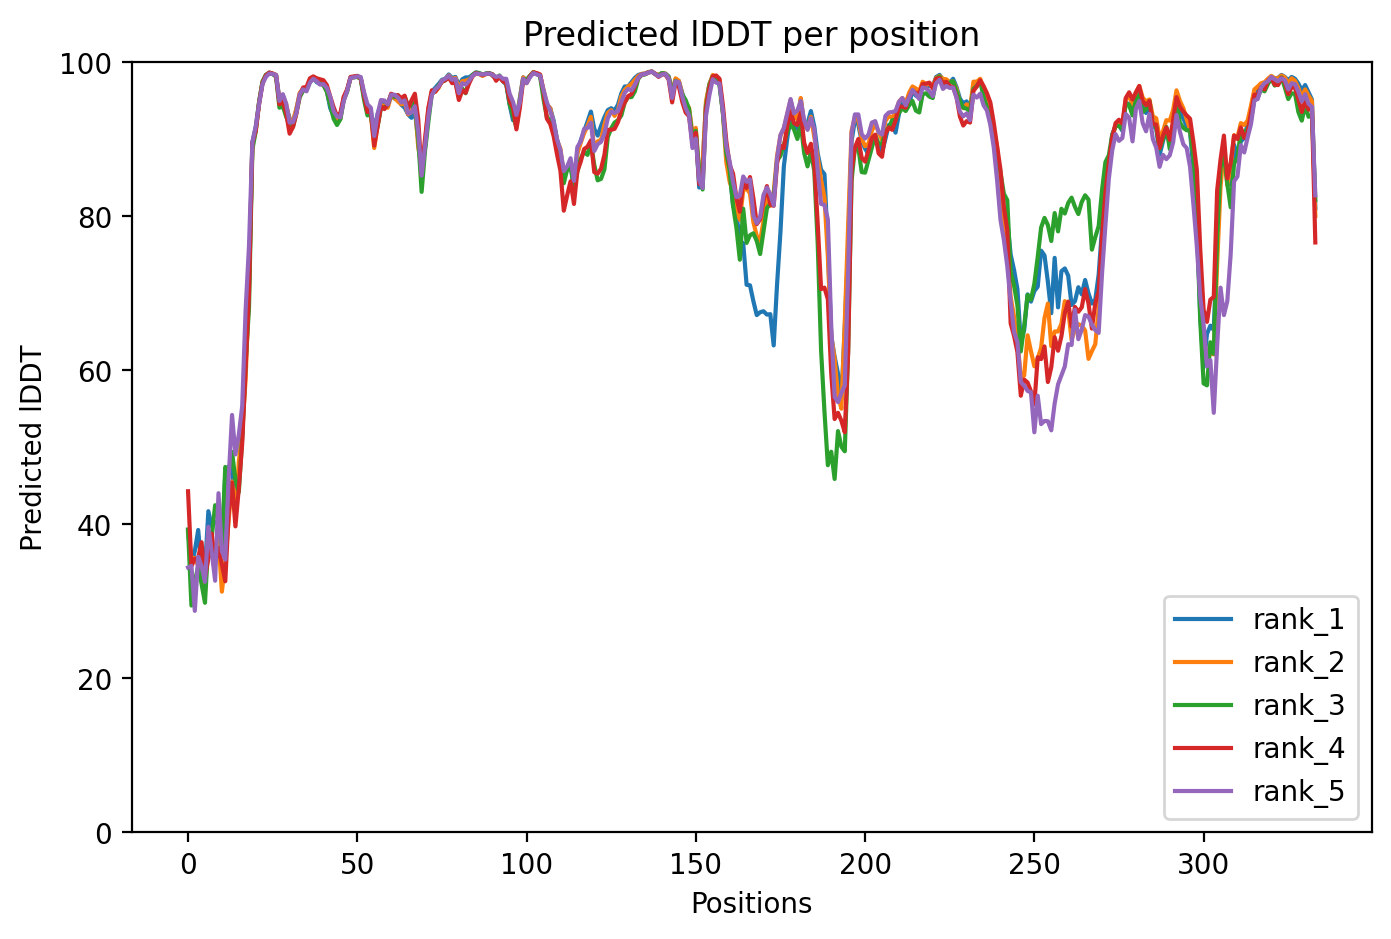 Predicted lDDT per position
100
80
60
40
20
0
Predicted lDDT
0 50 100 150 200 250 300
Positions
rank_1
rank_2
rank_3
rank_4
rank_5